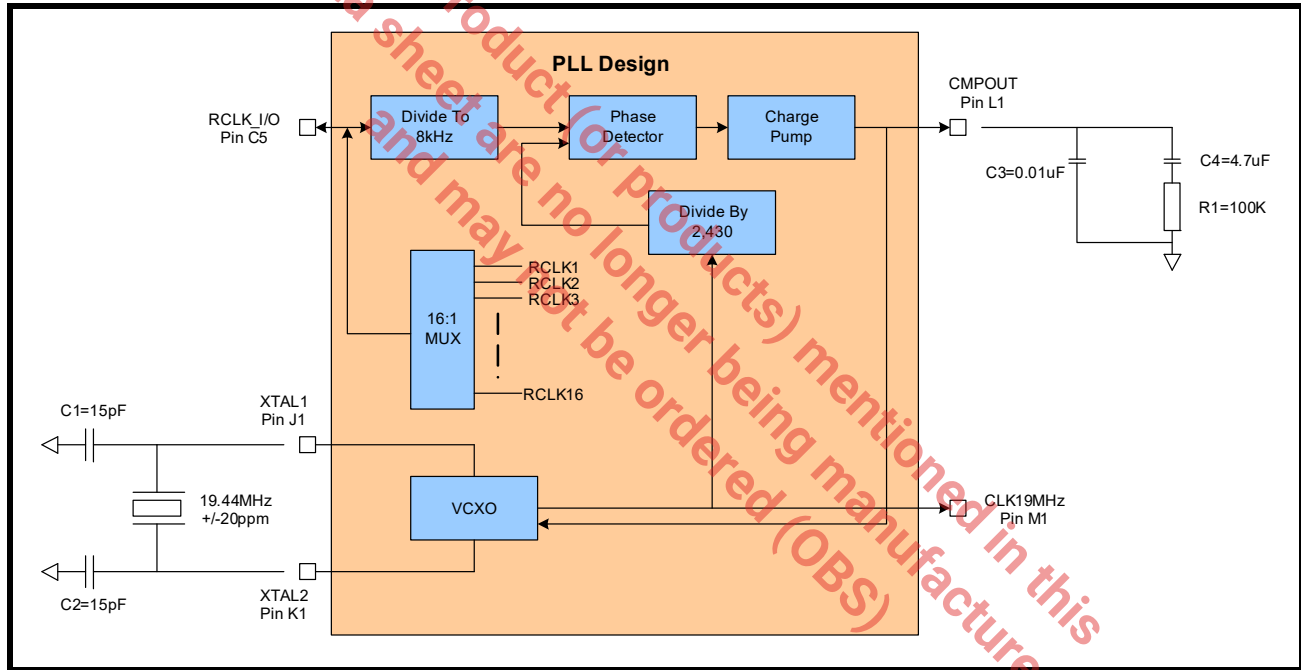 PLL Design
RCLK_I/O
Pin C5
Divide To
8kHz
Phase
Detector
Charge
Pump
CMPOUT
Pin L1
C3=0.01uF
C4=4.7uF
R1=100K
Divide By
2,430
16:1
MUX
RCLK1
RCLK2
RCLK3
RCLK16
XTAL1
Pin J1
C1=15pF
19.44MHz
+/-20ppm
VCXO
CLK19MHz
Pin M1
C2=15pF
XTAL2
Pin K1
product (or products) mentioned in this
sheet are no longer being manufacture
and may not be ordered (OBS)